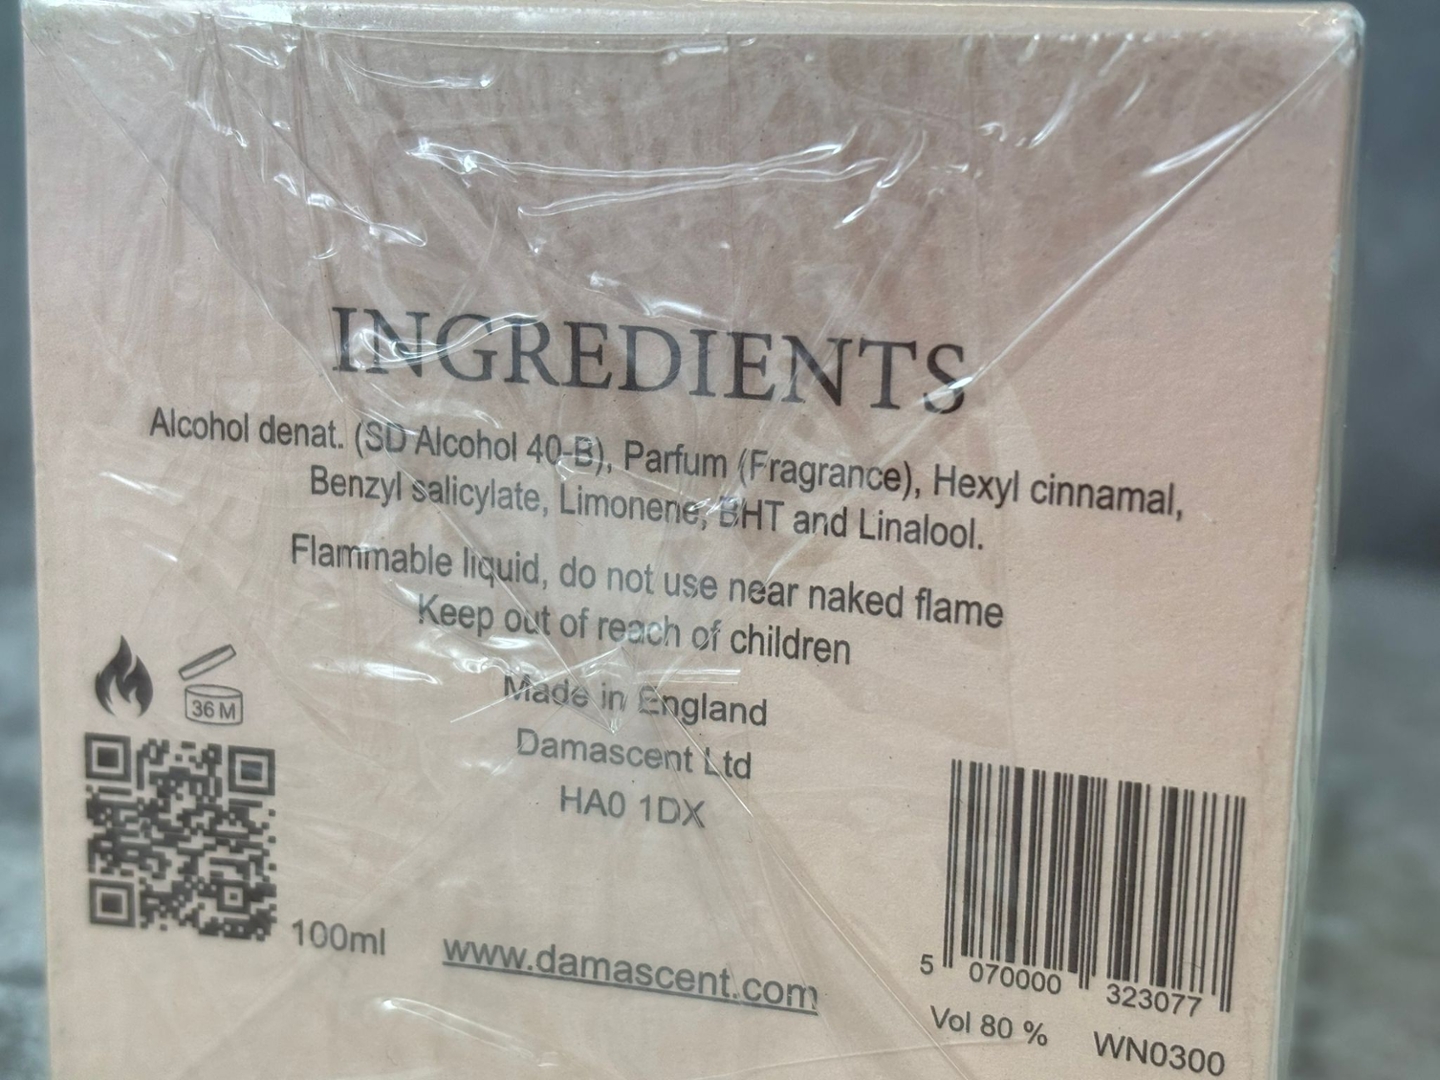 INGREDIENTS
Alcohol denat. (SD Alcohol 40-B), Parfum (Fragrance), Hexyl cinnamal,
Benzyl salicylate, Limonene, BHT and Linalool.
Flammable liquid, do not use near naked flame
Keep out of reach of children
Made in England
Damascent Ltd
HA0 1DX
36 M
100ml
www.damascent.com
5 070000 323077
Vol 80 % WN0300